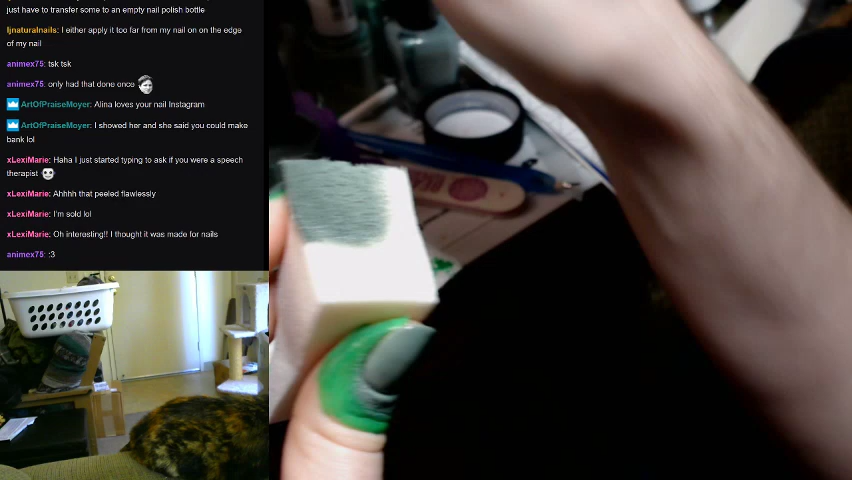 just have to transfer some to an empty nail polish bottle
ljnaturalnails: I either apply it too far from my nail on on the edge
of my nail
animex75: tsk tsk
animex75: only had that done once
ArtOfPraiseMoyer: Alina loves your nail Instagram
ArtOfPraiseMoyer: I showed her and she said you could make
bank lol
xLexiMarie: Haha I just started typing to ask if you were a speech
therapist
xLexiMarie: Ahhhh that peeled flawlessly
xLexiMarie: I'm sold lol
xLexiMarie: Oh interesting!! I thought it was made for nails
animex75: :3